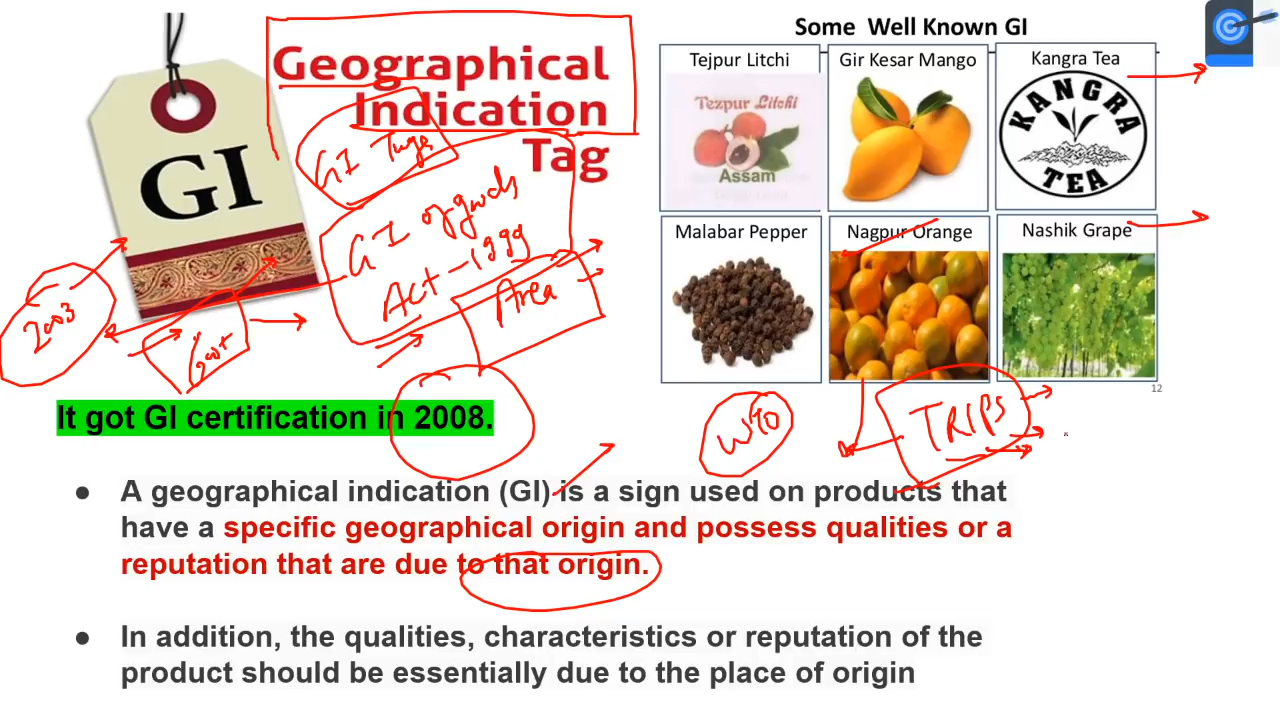 GI
Geographical
Indication
Tag
GI Tags
GI of goods
Act - 1999
Area
2003
Some Well Known GI
Tejpur Litchi
Gir Kesar Mango
Kangra Tea
Tezpur Litchi
Assam
KANGRA
TEA
Malabar Pepper
Nagpur Orange
Nashik Grape
12
WTO
TRIPS
It got GI certification in 2008.
● A geographical indication (GI) is a sign used on products that
have a specific geographical origin and possess qualities or a
reputation that are due to that origin.
● In addition, the qualities, characteristics or reputation of the
product should be essentially due to the place of origin